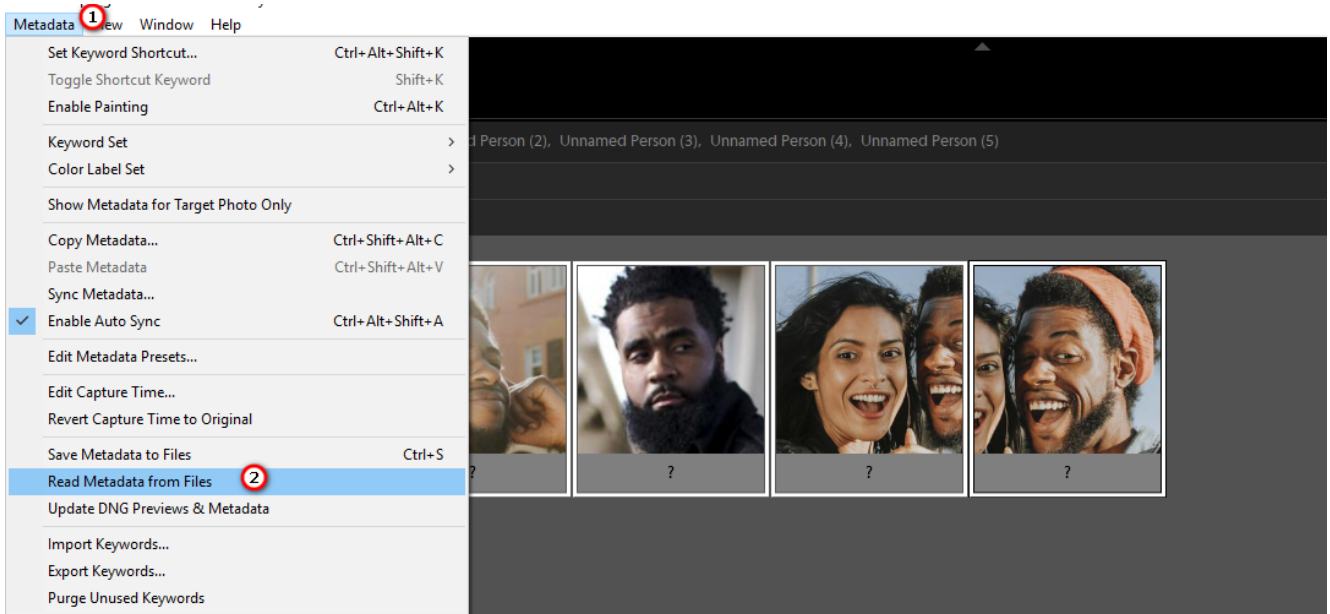 Metadata 1 View Window Help
Set Keyword Shortcut... Ctrl+Alt+Shift+K
Toggle Shortcut Keyword Shift+K
Enable Painting Ctrl+Alt+K
Keyword Set >
d Person (2), Unnamed Person (3), Unnamed Person (4), Unnamed Person (5)
Color Label Set >
Show Metadata for Target Photo Only
Copy Metadata... Ctrl+Shift+Alt+C
Paste Metadata Ctrl+Shift+Alt+V
Sync Metadata...
Enable Auto Sync Ctrl+Alt+Shift+A
Edit Metadata Presets...
Edit Capture Time...
Revert Capture Time to Original
Save Metadata to Files Ctrl+S
? ? ? ?
Read Metadata from Files 2
Update DNG Previews & Metadata
Import Keywords...
Export Keywords...
Purge Unused Keywords